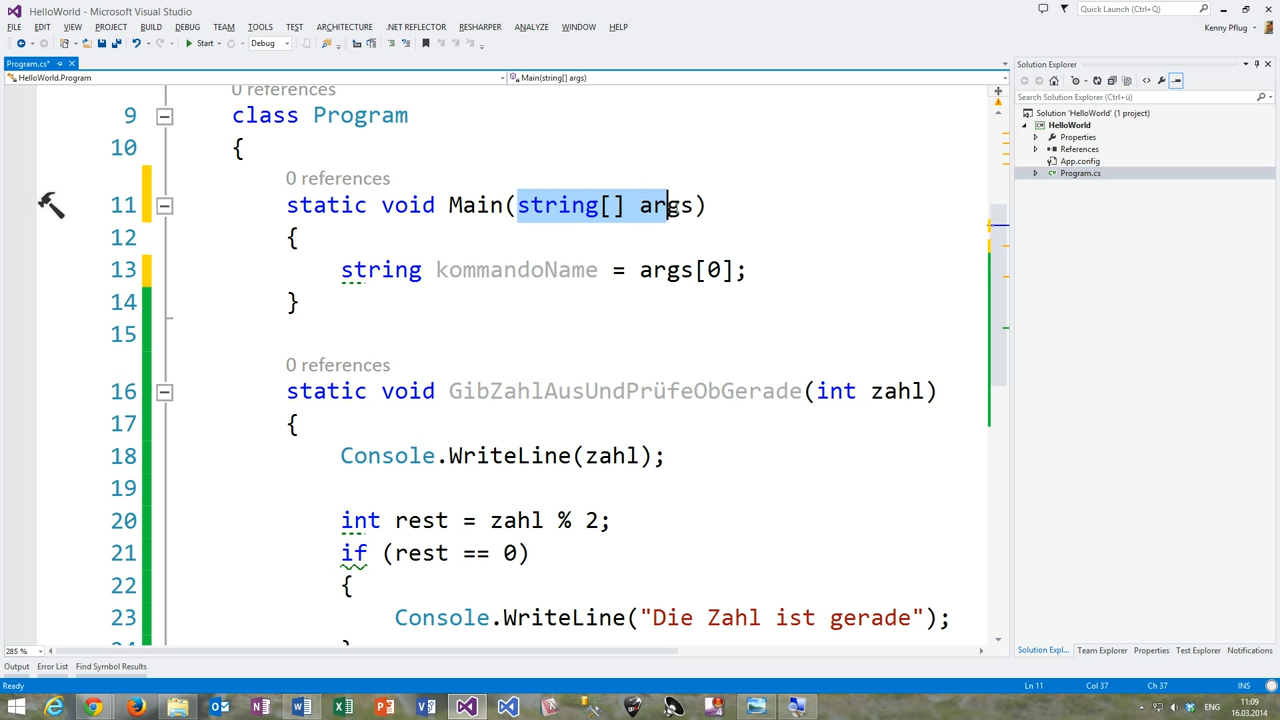 HelloWorld - Microsoft Visual Studio
Quick Launch (Ctrl+Q)
FILE EDIT VIEW PROJECT BUILD DEBUG TEAM TOOLS TEST ARCHITECTURE .NET REFLECTOR RESHARPER ANALYZE WINDOW HELP
Kenny Pflug
Start Debug
Program.cs*
HelloWorld.Program
Main(string[] args)
0 references
9 class Program
10 {
0 references
11 static void Main(string[] args)
12 {
13 string kommandoName = args[0];
14 }
15
0 references
16 static void GibZahlAusUndPrüfeObGerade(int zahl)
17 {
18 Console.WriteLine(zahl);
19
20 int rest = zahl % 2;
21 if (rest == 0)
22 {
23 Console.WriteLine("Die Zahl ist gerade");
24 }
285 %
Solution Explorer
Search Solution Explorer (Ctrl+ü)
Solution 'HelloWorld' (1 project)
HelloWorld
Properties
References
App.config
Program.cs
Solution Expl... Team Explorer Properties Test Explorer Notifications
Output Error List Find Symbol Results
Ready
Ln 11 Col 37 Ch 37 INS
ENG
11:09
16.03.2014